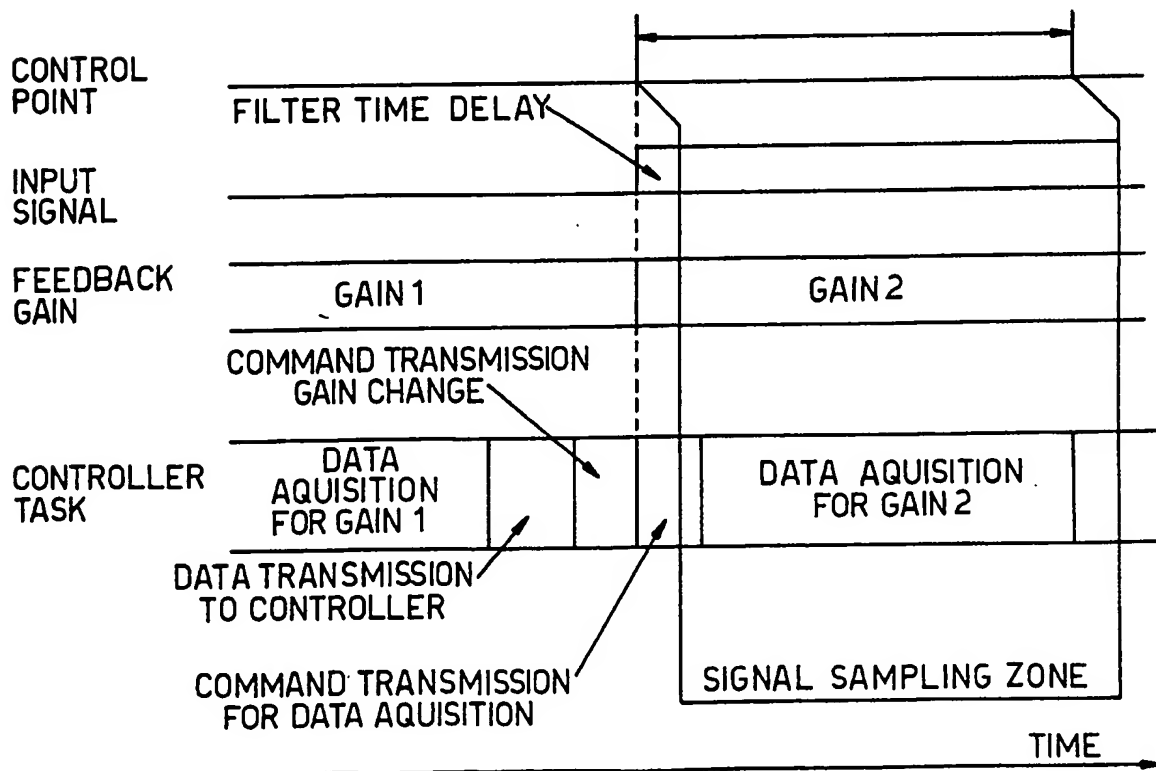 CONTROL
POINT
FILTER TIME DELAY
INPUT
SIGNAL
FEEDBACK
GAIN
GAIN 1
GAIN 2
COMMAND TRANSMISSION
GAIN CHANGE
CONTROLLER
TASK
DATA
AQUISITION
FOR GAIN 1
DATA AQUISITION
FOR GAIN 2
DATA TRANSMISSION
TO CONTROLLER
COMMAND TRANSMISSION
FOR DATA AQUISITION
SIGNAL SAMPLING ZONE
TIME